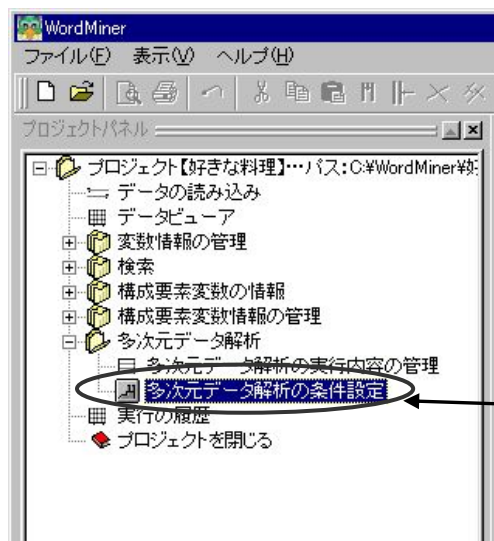 WordMiner
ファイル(F) 表示(V) ヘルプ(H)
プロジェクトパネル
プロジェクト【好きな料理】…パス:C:¥WordMiner¥好
データの読み込み
データビューア
変数情報の管理
検索
構成要素変数の情報
構成要素変数情報の管理
多次元データ解析
多次元データ解析の実行内容の管理
多次元データ解析の条件設定
実行の履歴
プロジェクトを閉じる